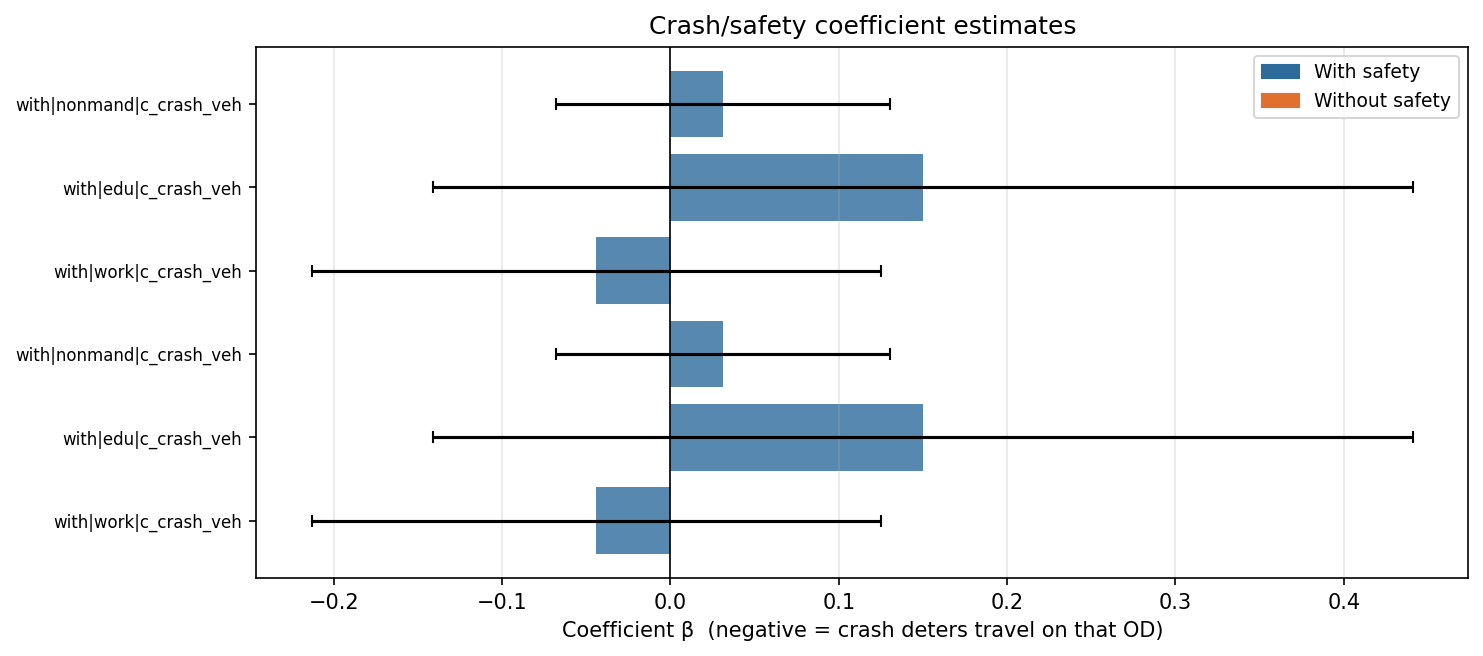 Crash/safety coefficient estimates
With safety
Without safety
with|nonmand|c_crash_veh
with|edu|c_crash_veh
with|work|c_crash_veh
with|nonmand|c_crash_veh
with|edu|c_crash_veh
with|work|c_crash_veh
−0.2 −0.1 0.0 0.1 0.2 0.3 0.4
Coefficient β  (negative = crash deters travel on that OD)